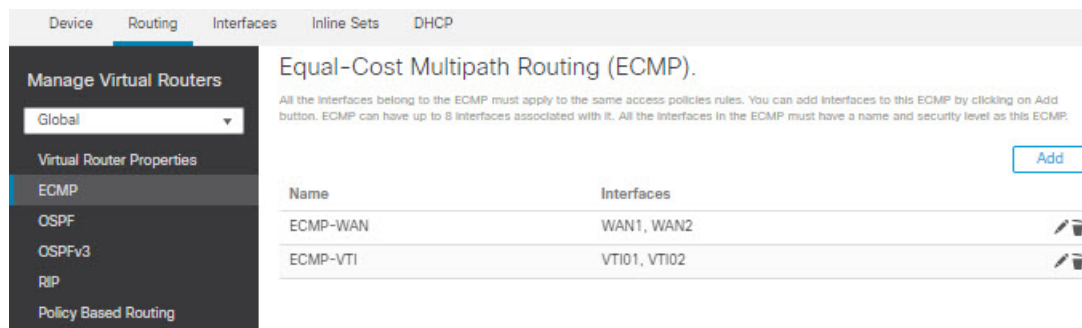 Device Routing Interfaces Inline Sets DHCP
Manage Virtual Routers
Global
Virtual Router Properties
ECMP
OSPF
OSPFv3
RIP
Policy Based Routing
Equal-Cost Multipath Routing (ECMP).
All the interfaces belong to the ECMP must apply to the same access policies rules. You can add interfaces to this ECMP by clicking on Add
button. ECMP can have up to 8 interfaces associated with it. All the interfaces in the ECMP must have a name and security level as this ECMP.
Add
Name Interfaces
ECMP-WAN WAN1, WAN2
ECMP-VTI VTI01, VTI02